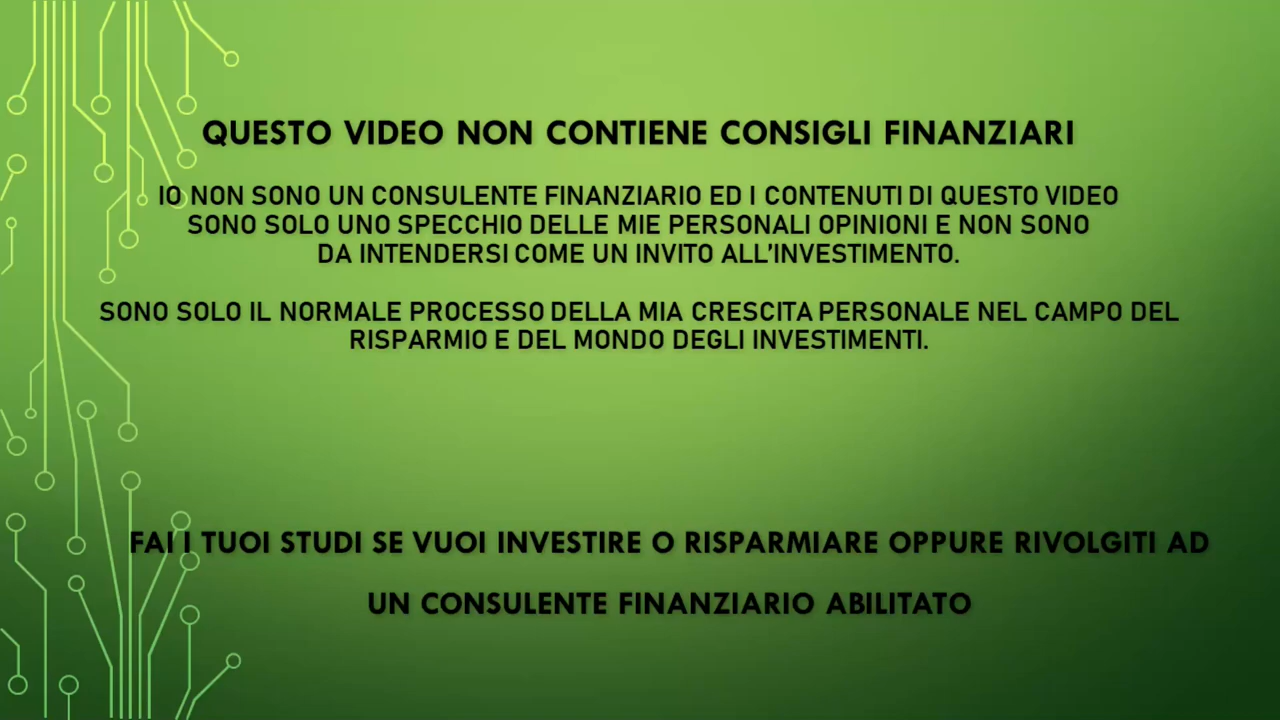 QUESTO VIDEO NON CONTIENE CONSIGLI FINANZIARI
IO NON SONO UN CONSULENTE FINANZIARIO ED I CONTENUTI DI QUESTO VIDEO
SONO SOLO UNO SPECCHIO DELLE MIE PERSONALI OPINIONI E NON SONO
DA INTENDERSI COME UN INVITO ALL'INVESTIMENTO.
SONO SOLO IL NORMALE PROCESSO DELLA MIA CRESCITA PERSONALE NEL CAMPO DEL
RISPARMIO E DEL MONDO DEGLI INVESTIMENTI.
FAI I TUOI STUDI SE VUOI INVESTIRE O RISPARMIARE OPPURE RIVOLGITI AD
UN CONSULENTE FINANZIARIO ABILITATO